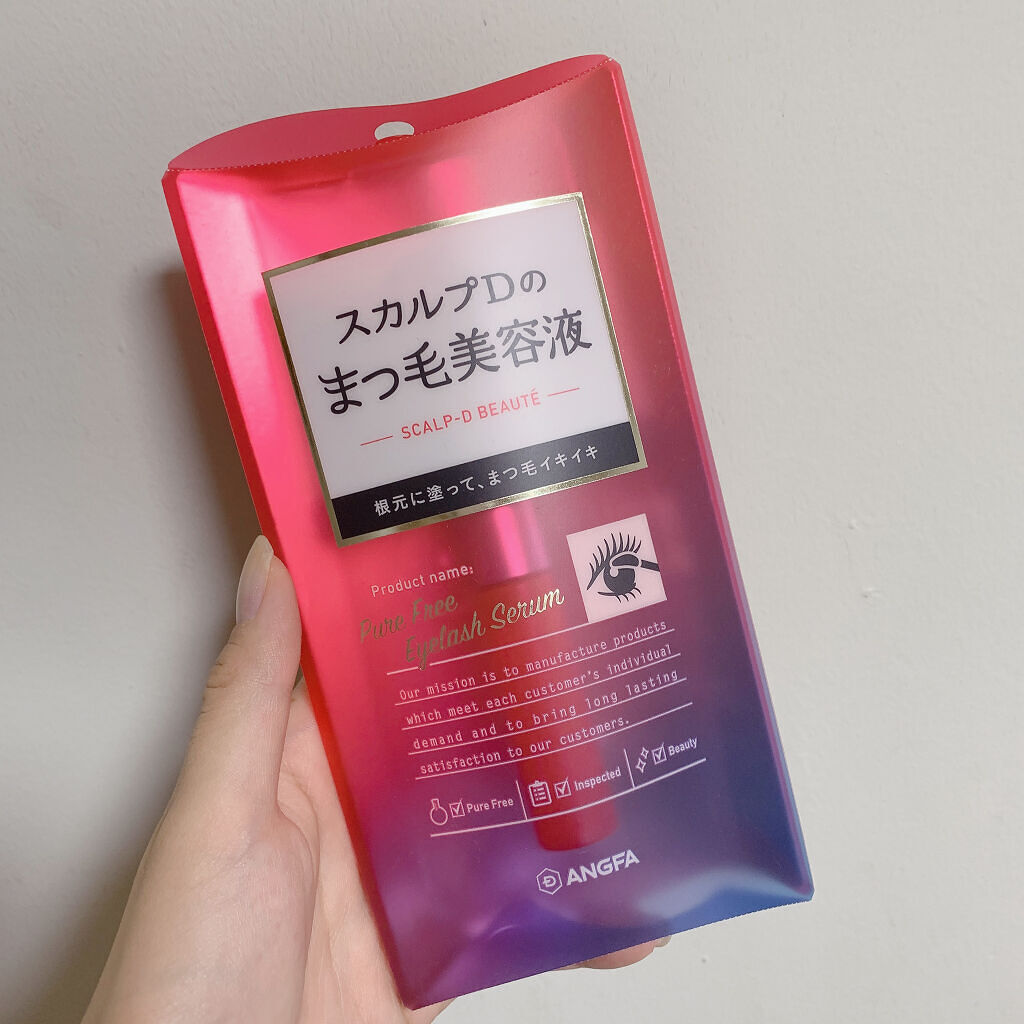 スカルプDの
まつ毛美容液
SCALP-D BEAUTÉ
根元に塗って、まつ毛イキイキ
Product name:
Pure Free
Eyelash Serum
Our mission is to manufacture products
which meet each customer's individual
demand and to bring long lasting
satisfaction to our customers.
Pure Free
Inspected
Beauty
ANGFA